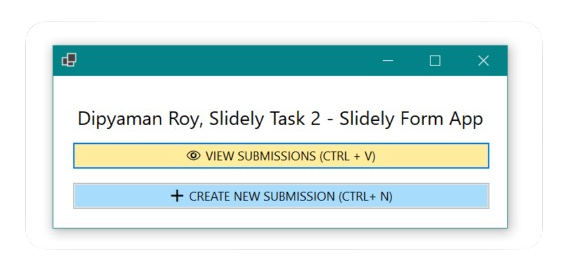 Dipyaman Roy, Slidely Task 2 - Slidely Form App
VIEW SUBMISSIONS (CTRL + V)
CREATE NEW SUBMISSION (CTRL+ N)